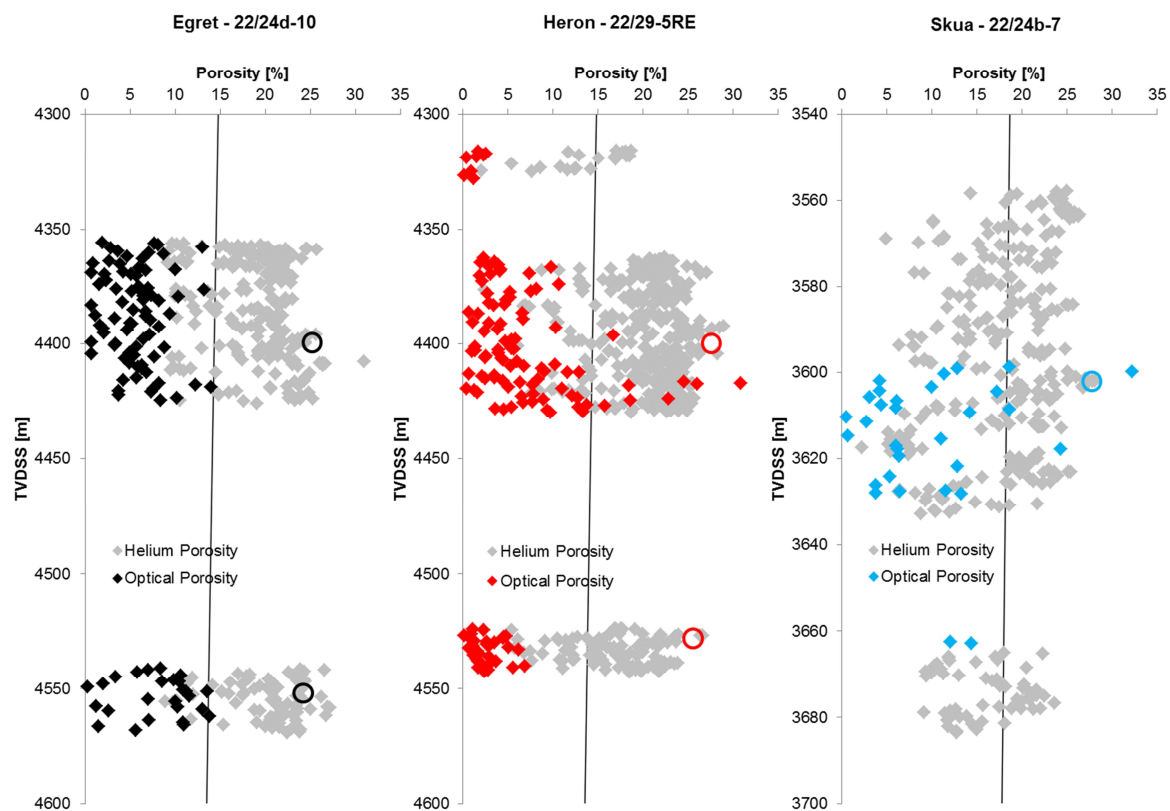 Egret - 22/24d-10
Porosity [%]
0 5 10 15 20 25 30 35
4300
4350
4400
4450
4500
4550
4600
TVDSS [m]
Helium Porosity
Optical Porosity
Heron - 22/29-5RE
Porosity [%]
0 5 10 15 20 25 30 35
4300
4350
4400
4450
4500
4550
4600
TVDSS [m]
Helium Porosity
Optical Porosity
Skua - 22/24b-7
Porosity [%]
0 5 10 15 20 25 30 35
3540
3560
3580
3600
3620
3640
3660
3680
3700
TVDSS [m]
Helium Porosity
Optical Porosity